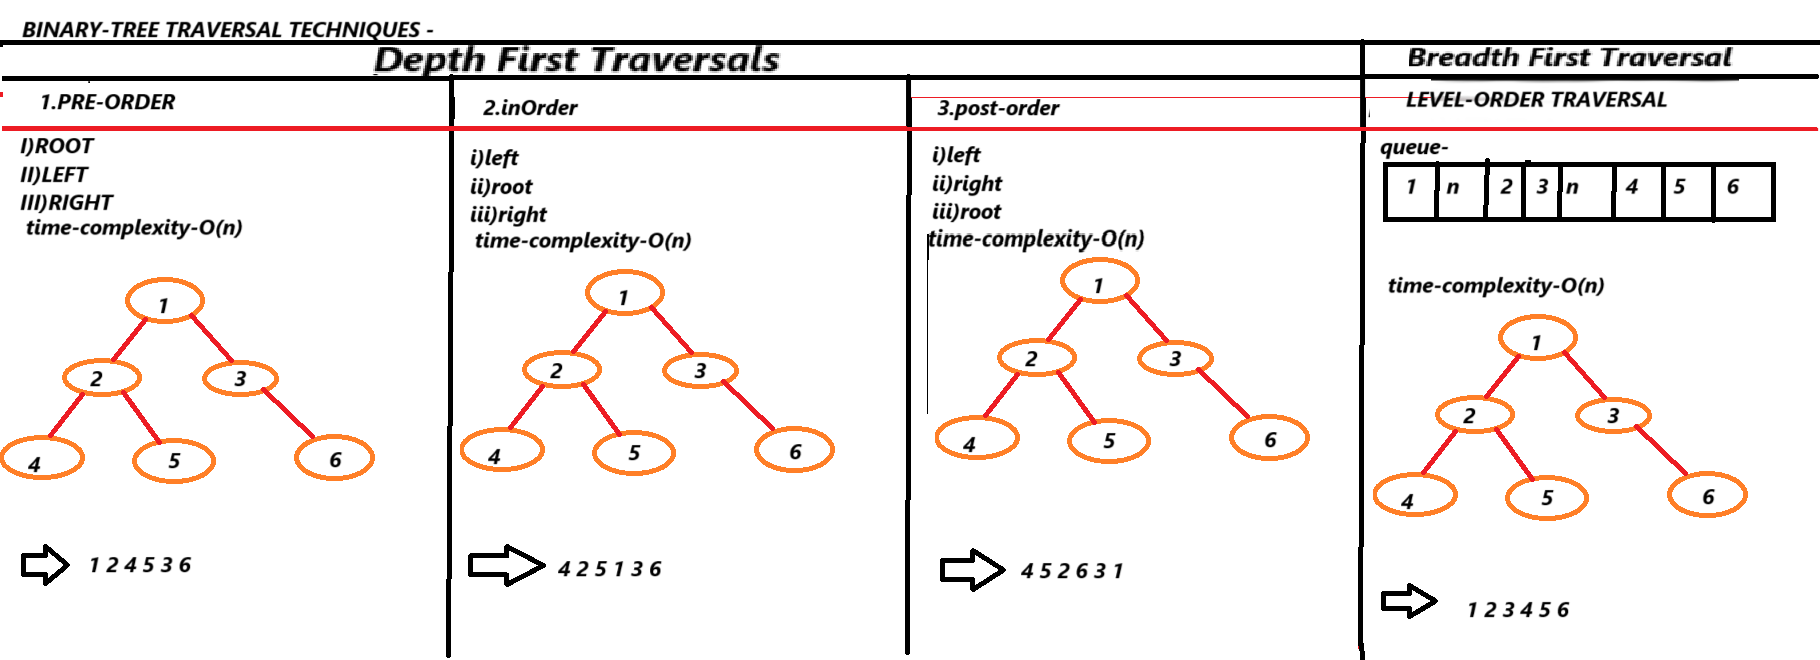 BINARY-TREE TRAVERSAL TECHNIQUES -
Depth First Traversals
Breadth First Traversal
1.PRE-ORDER
I)ROOT
II)LEFT
III)RIGHT
time-complexity-O(n)
1
2
3
4
5
6
1 2 4 5 3 6
2.inOrder
i)left
ii)root
iii)right
time-complexity-O(n)
1
2
3
4
5
6
4 2 5 1 3 6
3.post-order
i)left
ii)right
iii)root
time-complexity-O(n)
1
2
3
4
5
6
4 5 2 6 3 1
LEVEL-ORDER TRAVERSAL
queue-
1 n 2 3 n 4 5 6
time-complexity-O(n)
1
2
3
4
5
6
1 2 3 4 5 6